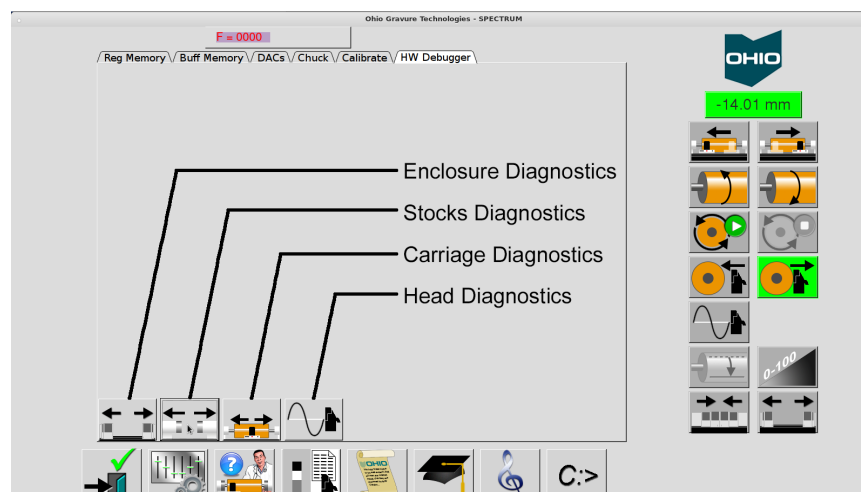 Ohio Gravure Technologies - SPECTRUM
F = 0000
Reg Memory Buff Memory DACs Chuck Calibrate HW Debugger
OHIO
-14.01 mm
Enclosure Diagnostics
Stocks Diagnostics
Carriage Diagnostics
Head Diagnostics
0-100
OHIO
C:>